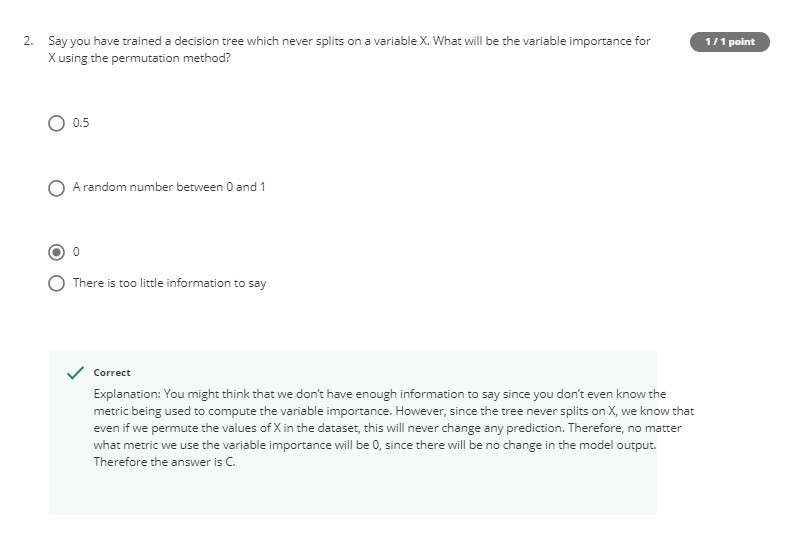 2. Say you have trained a decision tree which never splits on a variable X. What will be the variable importance for
X using the permutation method?
1 / 1 point
0.5
A random number between 0 and 1
0
There is too little information to say
Correct
Explanation: You might think that we don't have enough information to say since you don't even know the
metric being used to compute the variable importance. However, since the tree never splits on X, we know that
even if we permute the values of X in the dataset, this will never change any prediction. Therefore, no matter
what metric we use the variable importance will be 0, since there will be no change in the model output.
Therefore the answer is C.